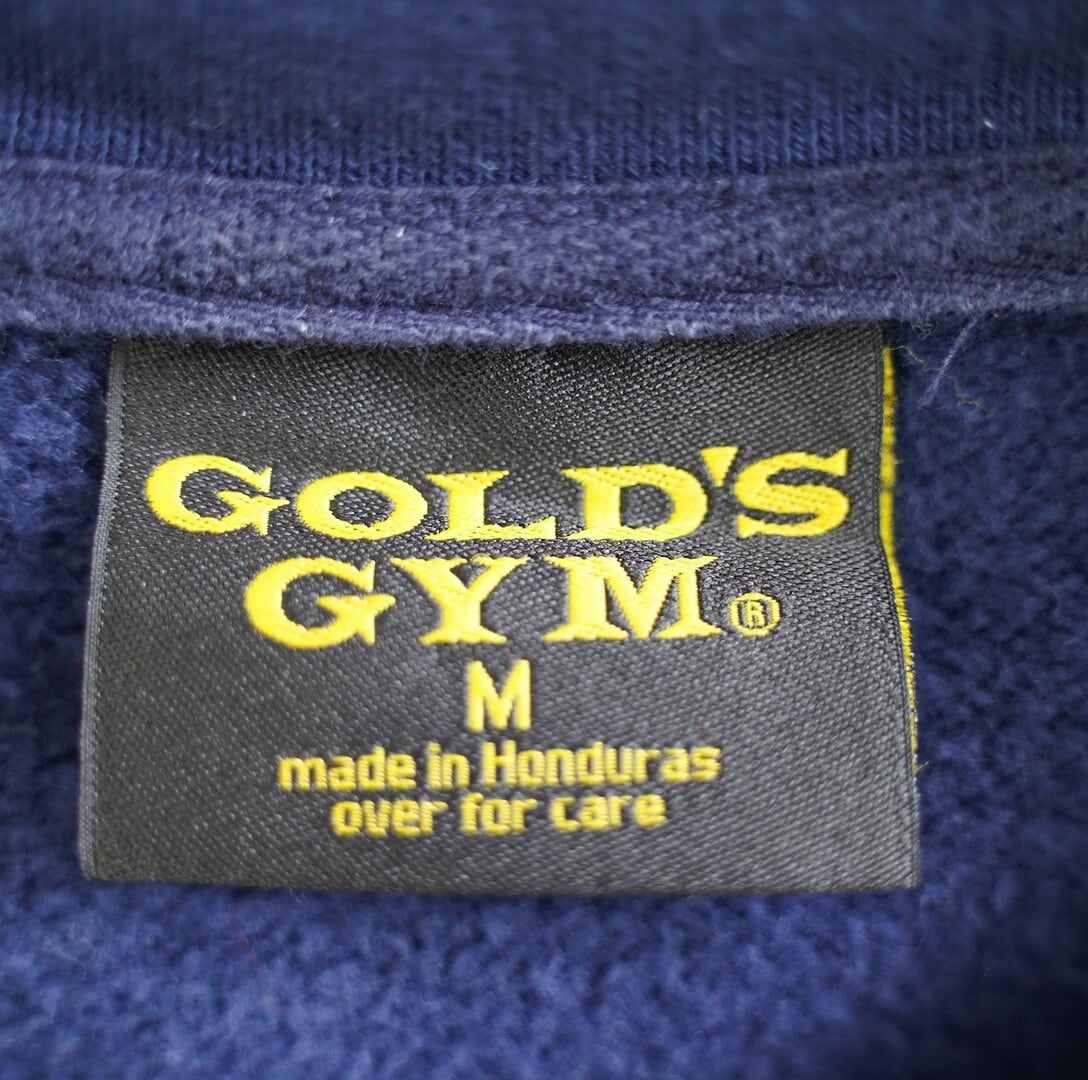 GOLD'S
GYM®
M
made in Honduras
over for care